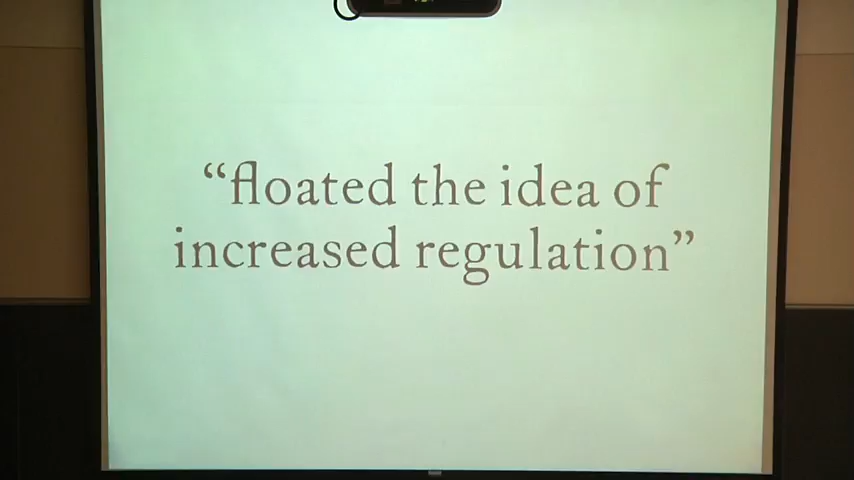 “floated the idea of
increased regulation”